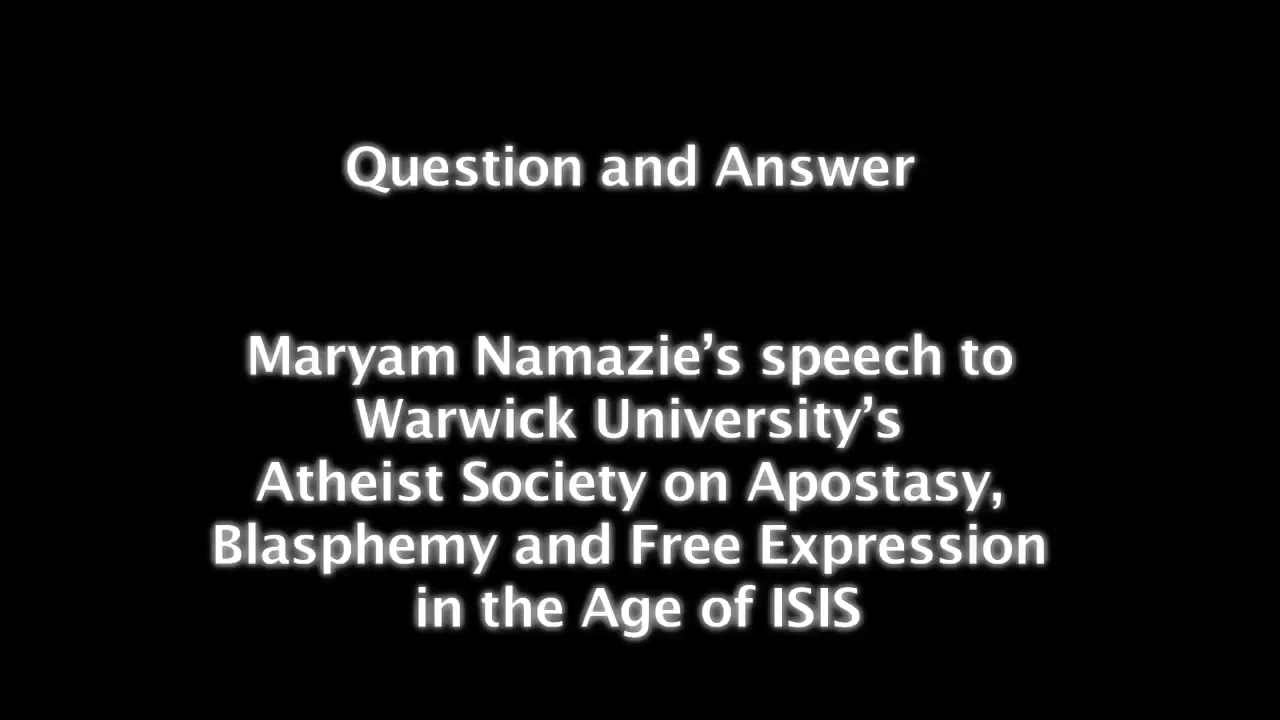 Question and Answer
Maryam Namazie’s speech to
Warwick University’s
Atheist Society on Apostasy,
Blasphemy and Free Expression
in the Age of ISIS